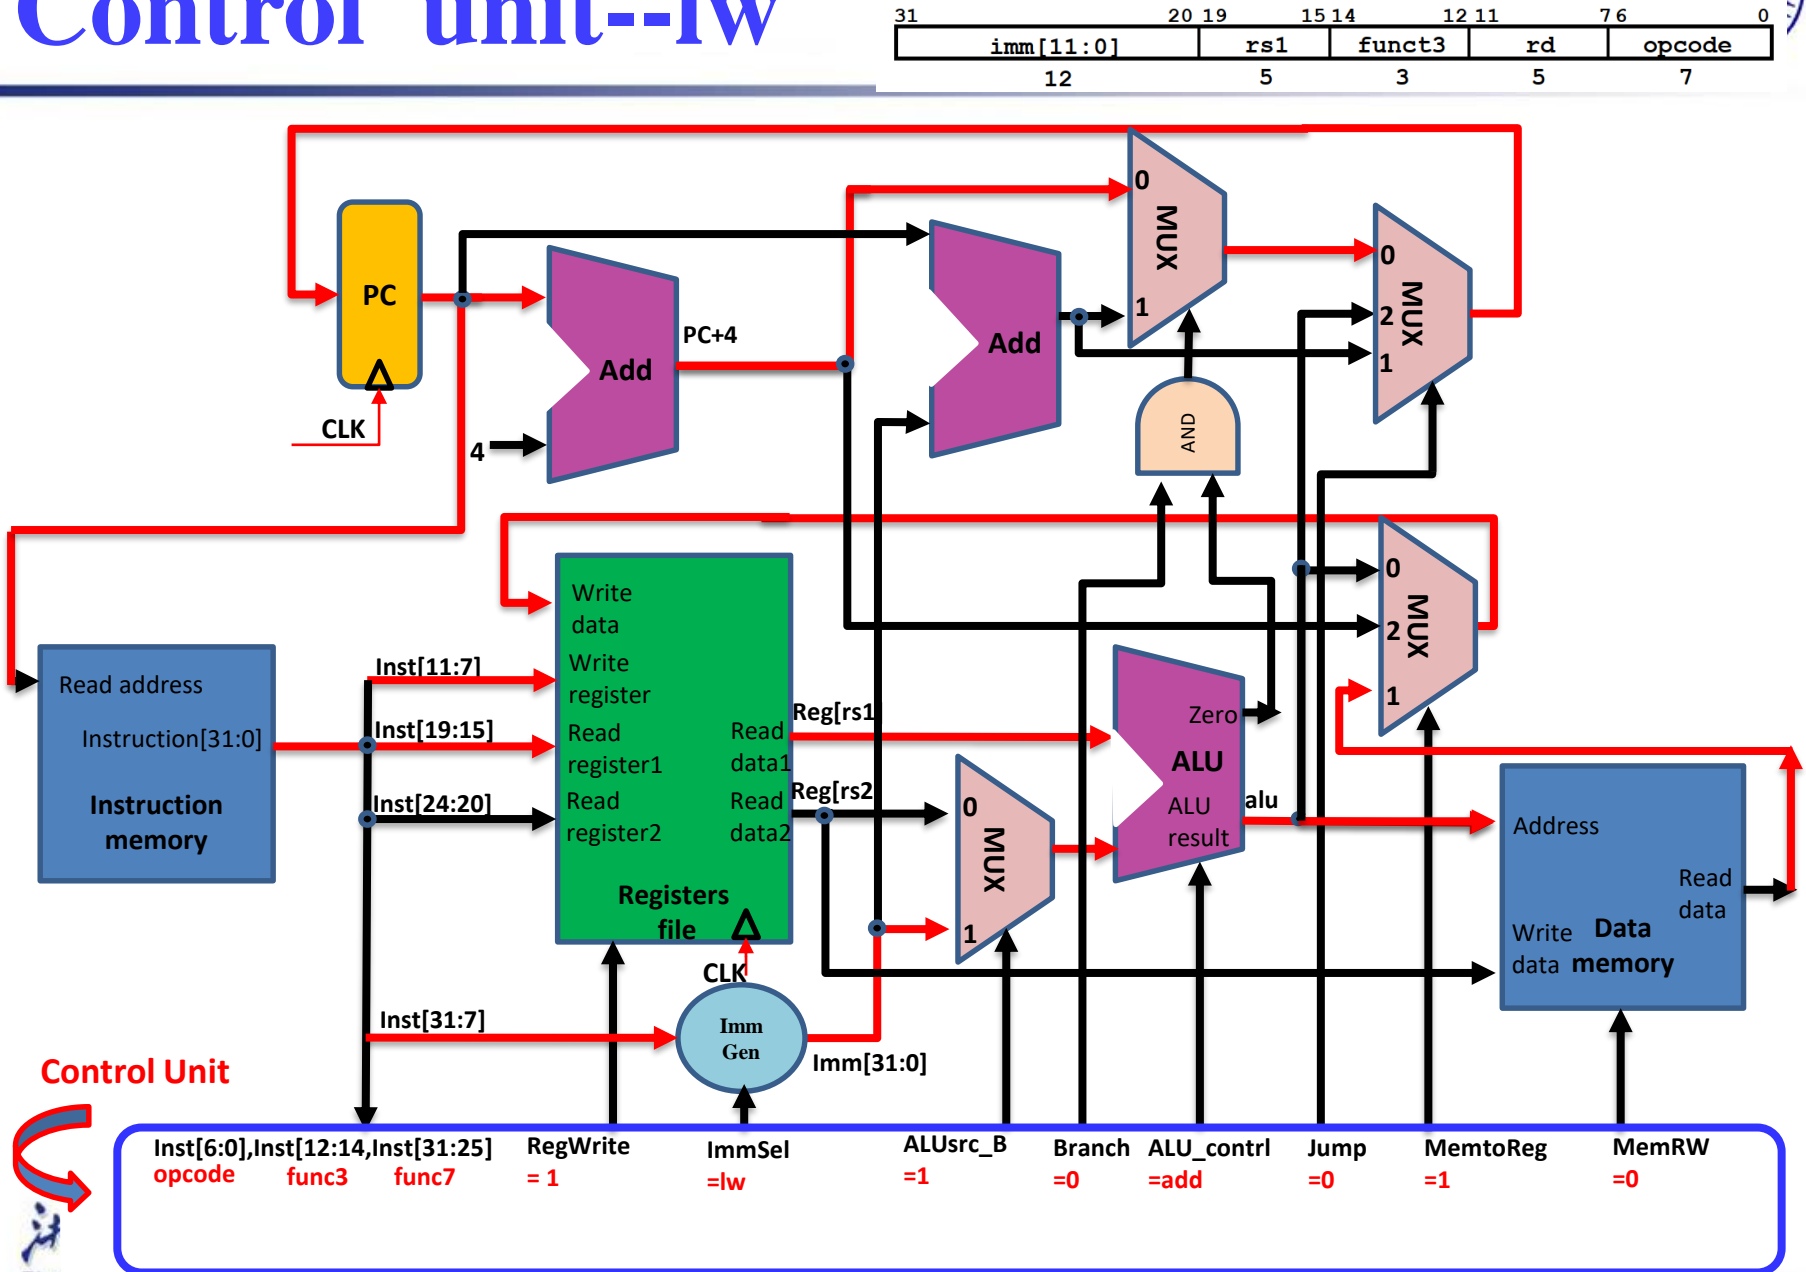 Control unit--lw
31 20 19 15 14 12 11 7 6 0
imm[11:0] rs1 funct3 rd opcode
12 5 3 5 7
0
MUX
1
0
2
MUX
1
PC
CLK
PC+4
Add
4
Add
AND
Write
data
Write
register
Read
register1
Read
register2
Read
data1
Read
data2
Registers
file
CLK
Inst[11:7]
Inst[19:15]
Inst[24:20]
Inst[31:7]
Read address
Instruction[31:0]
Instruction
memory
Reg[rs1
Reg[rs2
0
MUX
1
Zero
ALU
ALU
result
alu
0
2
MUX
1
Address
Read
data
Write
data
Data
memory
Imm
Gen
Imm[31:0]
Control Unit
Inst[6:0],Inst[12:14,Inst[31:25] RegWrite ImmSel ALUsrc_B Branch ALU_contrl Jump MemtoReg MemRW
opcode func3 func7 = 1 =lw =1 =0 =add =0 =1 =0